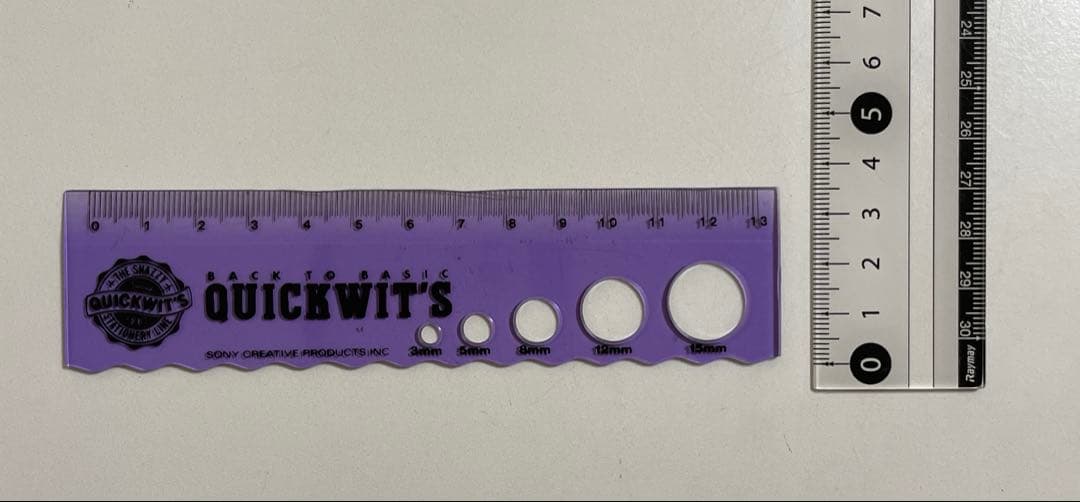 0 1 2 3 4 5 6 7 8 9 10 11 12 13
THE SNAZZY
QUICKWIT'S
STATIONERY LINE
BACK TO BASIC
QUICKWIT'S
SONY CREATIVE PRODUCTS INC
3mm 5mm 8mm 12mm 15mm
0 1 2 3 4 5 6 7
24 25 26 27 28 29 30
Raymay